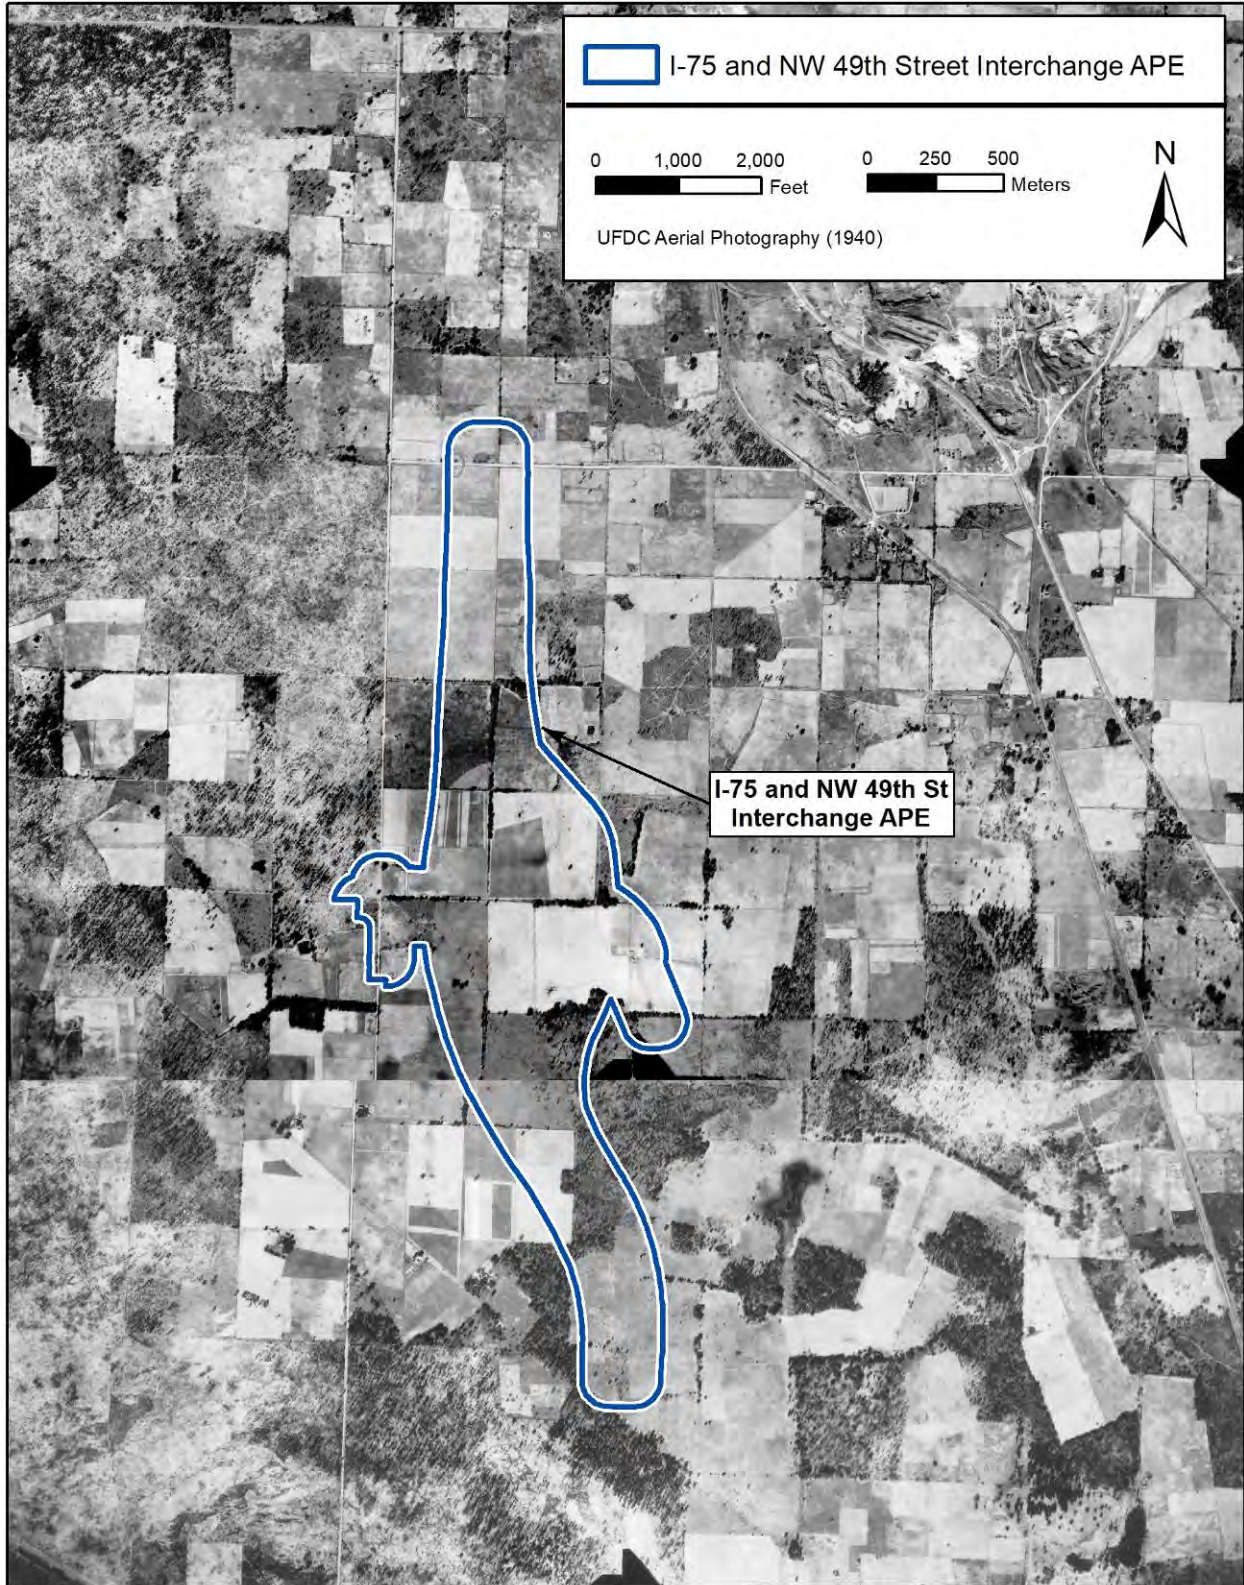 I-75 and NW 49th Street Interchange APE
0 1,000 2,000
Feet
0 250 500
Meters
N
UFDC Aerial Photography (1940)
I-75 and NW 49th St
Interchange APE